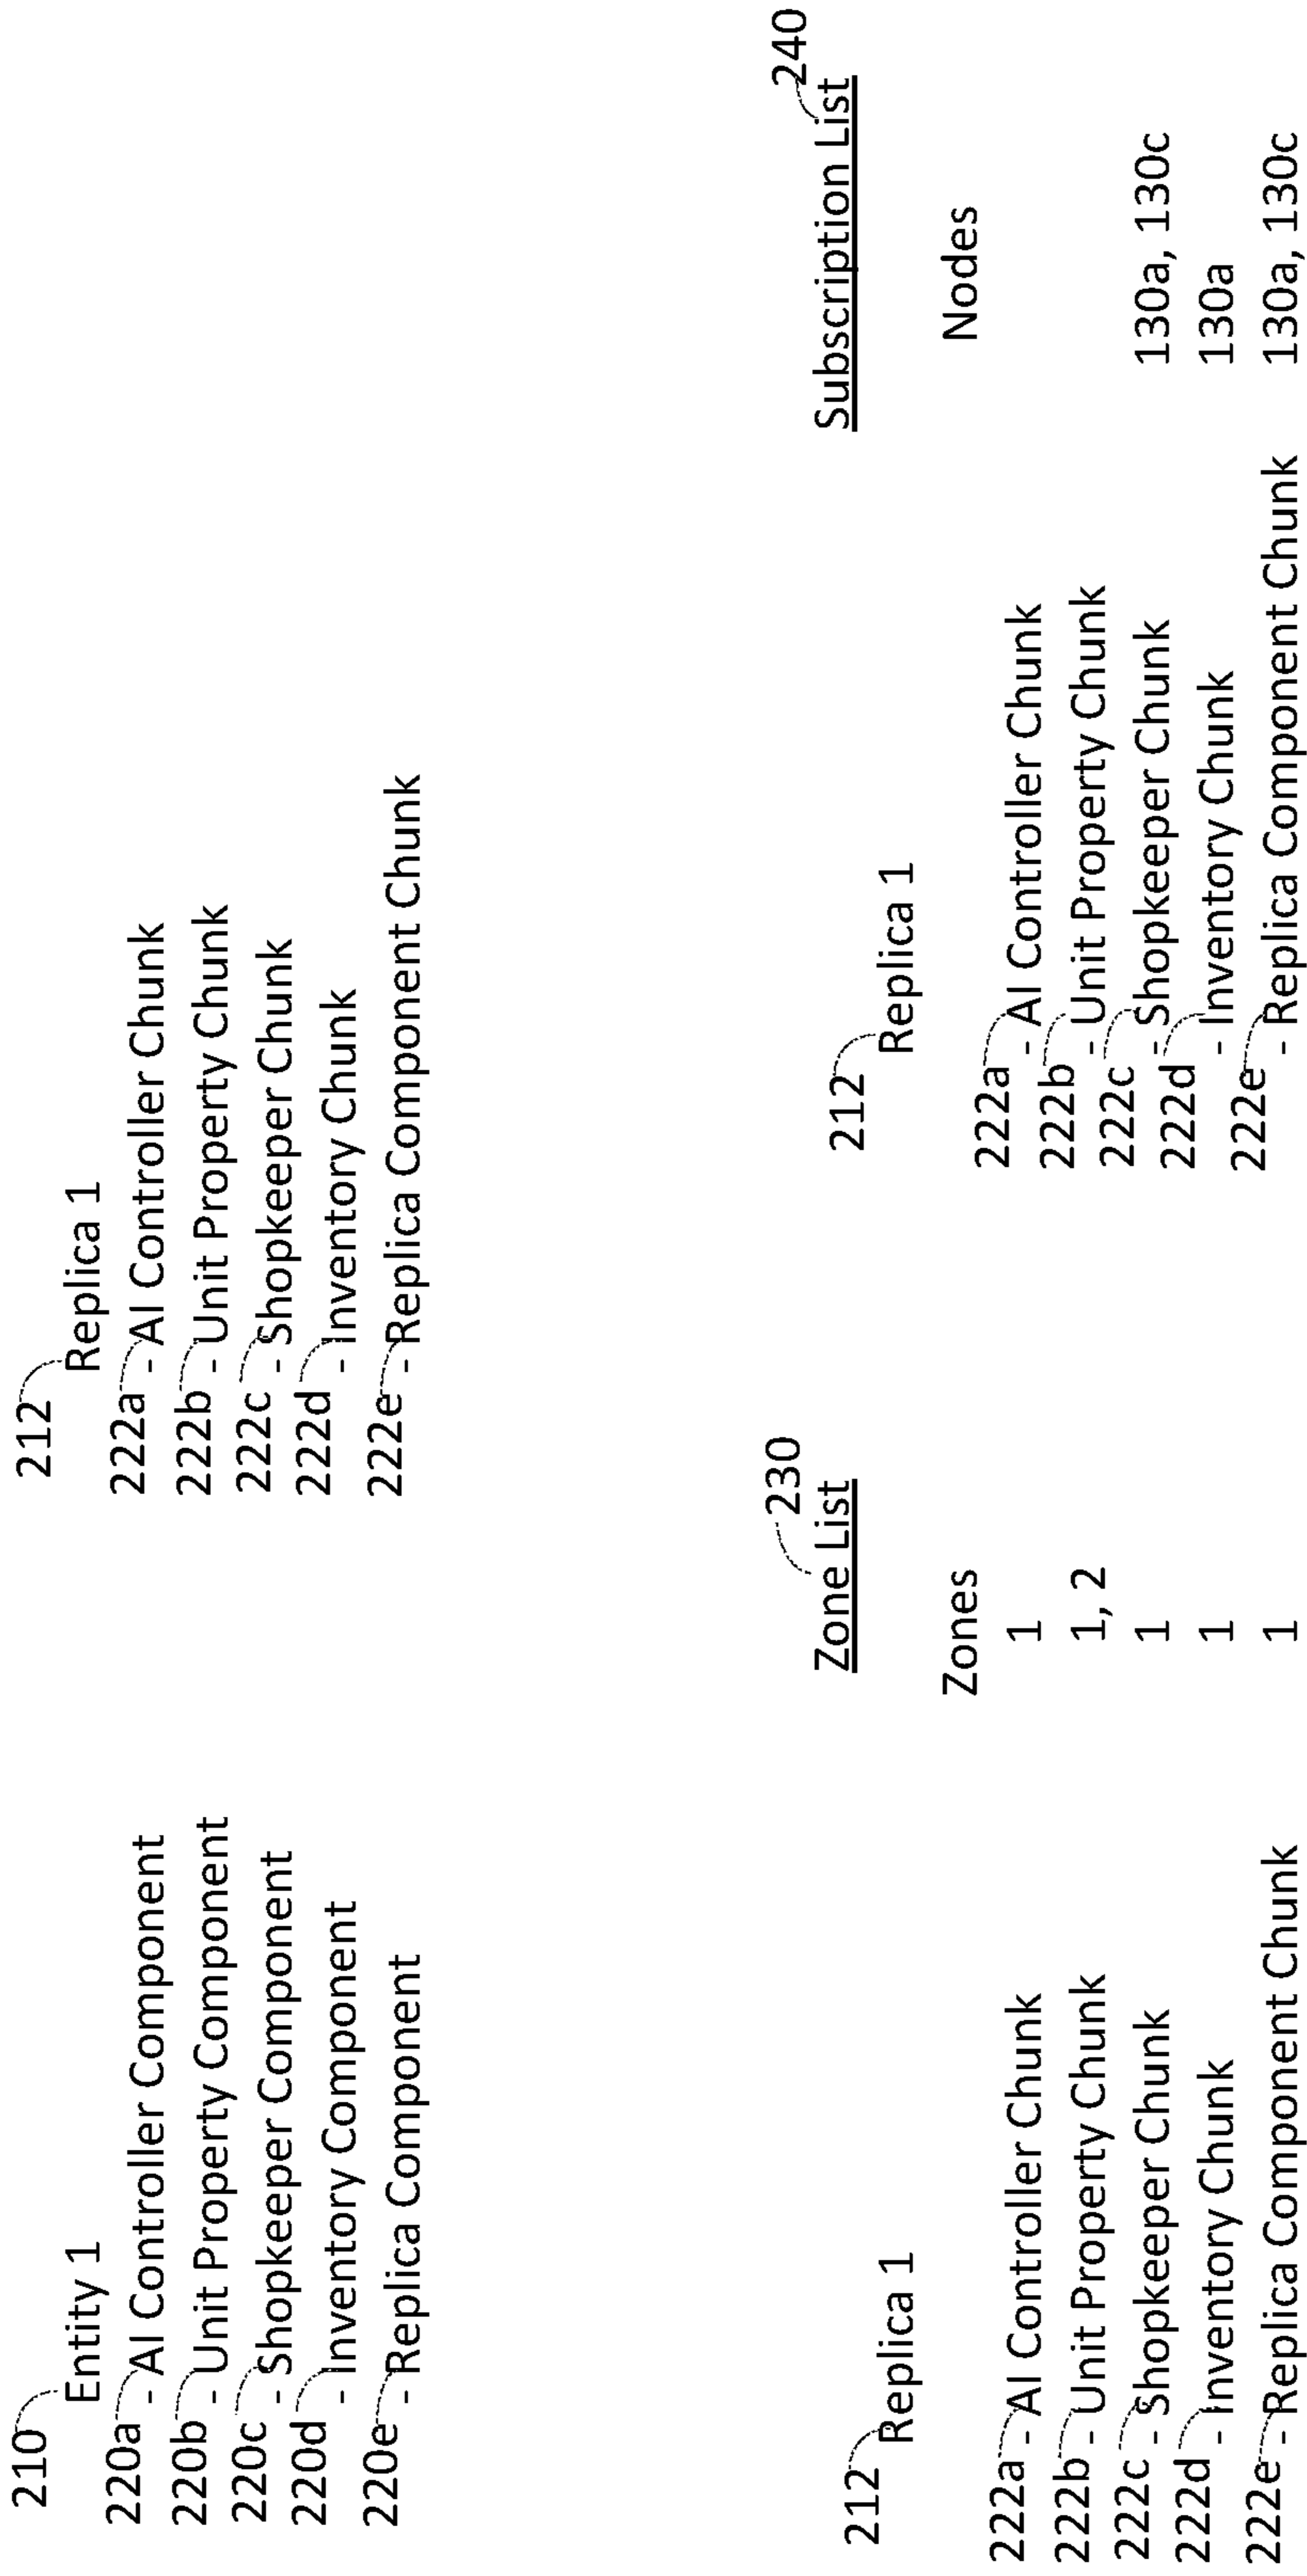 210
Entity 1
220a - AI Controller Component
220b - Unit Property Component
220c - Shopkeeper Component
220d - Inventory Component
220e - Replica Component
212
Replica 1
222a - AI Controller Chunk
222b - Unit Property Chunk
222c - Shopkeeper Chunk
222d - Inventory Chunk
222e - Replica Component Chunk
Zone List 230
212
Replica 1
Zones
222a - AI Controller Chunk 1
222b - Unit Property Chunk 1, 2
222c - Shopkeeper Chunk 1
222d - Inventory Chunk 1
222e - Replica Component Chunk 1
Subscription List 240
212
Replica 1
Nodes
222a - AI Controller Chunk
222b - Unit Property Chunk
222c - Shopkeeper Chunk 130a, 130c
222d - Inventory Chunk 130a
222e - Replica Component Chunk 130a, 130c